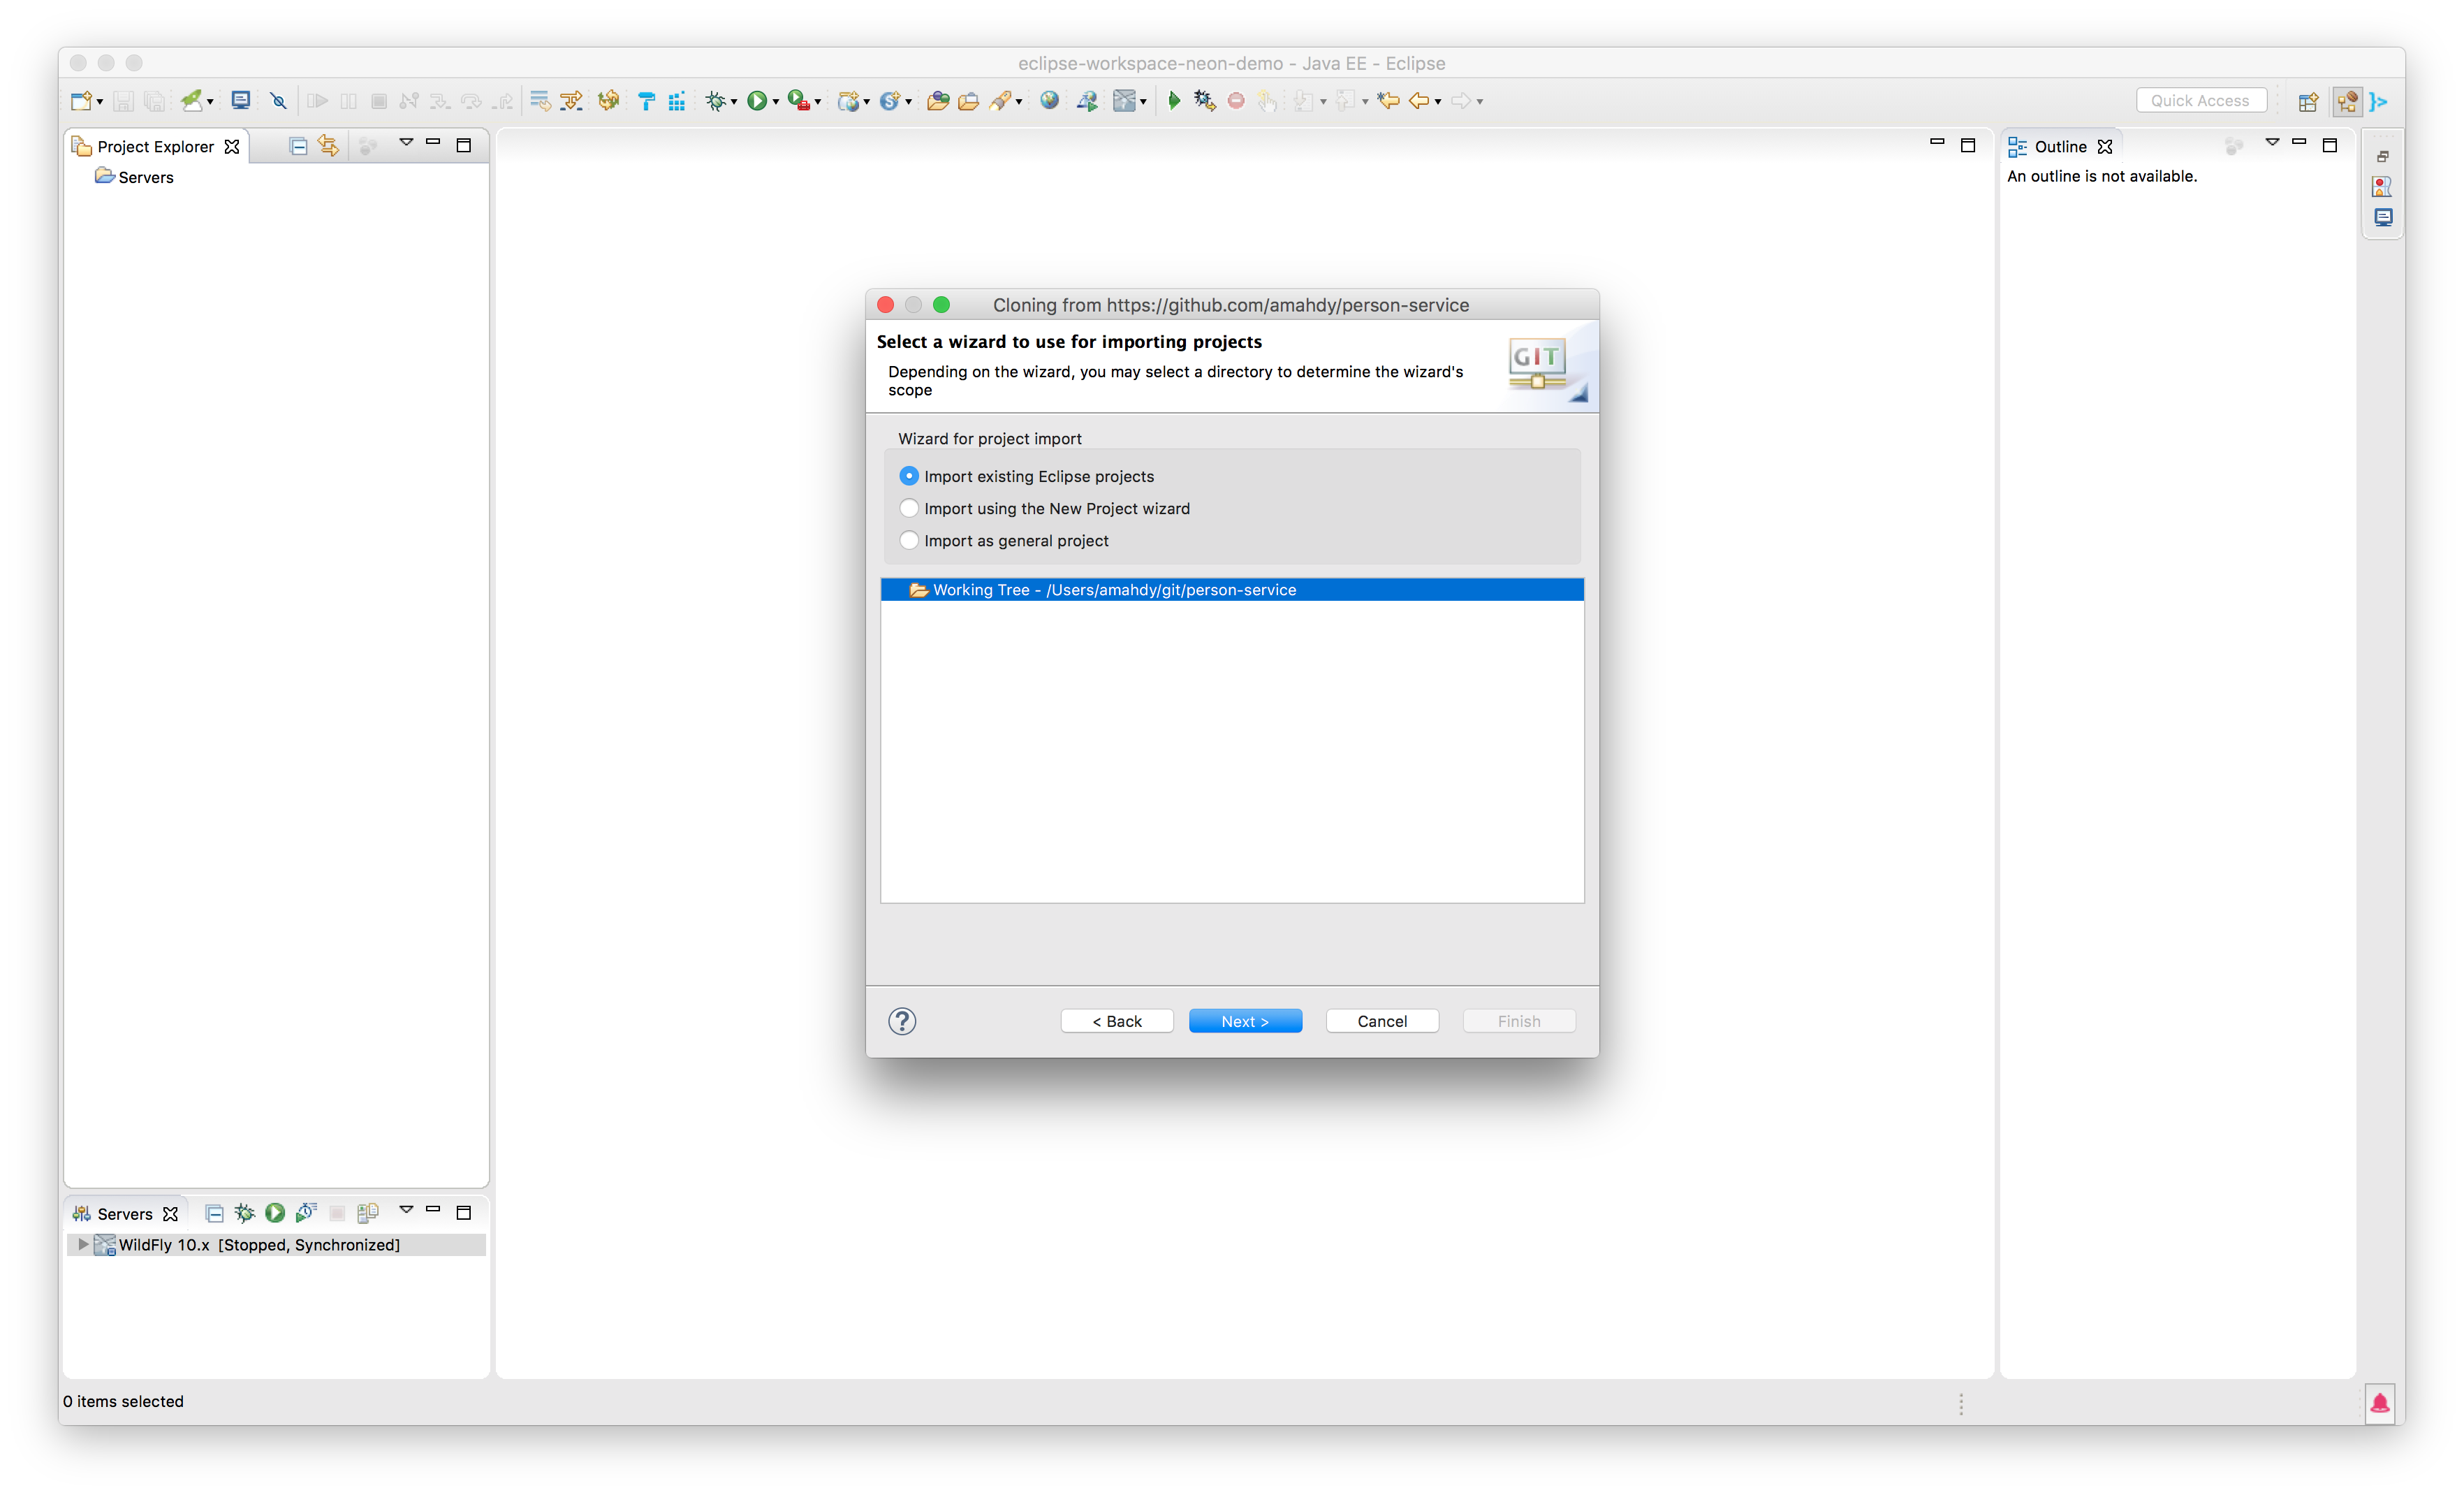 eclipse-workspace-neon-demo - Java EE - Eclipse
Quick Access
Project Explorer
Servers
Outline
An outline is not available.
Cloning from https://github.com/amahdy/person-service
Select a wizard to use for importing projects
Depending on the wizard, you may select a directory to determine the wizard's
scope
GIT
Wizard for project import
Import existing Eclipse projects
Import using the New Project wizard
Import as general project
Working Tree - /Users/amahdy/git/person-service
?
< Back
Next >
Cancel
Finish
Servers
WildFly 10.x [Stopped, Synchronized]
0 items selected